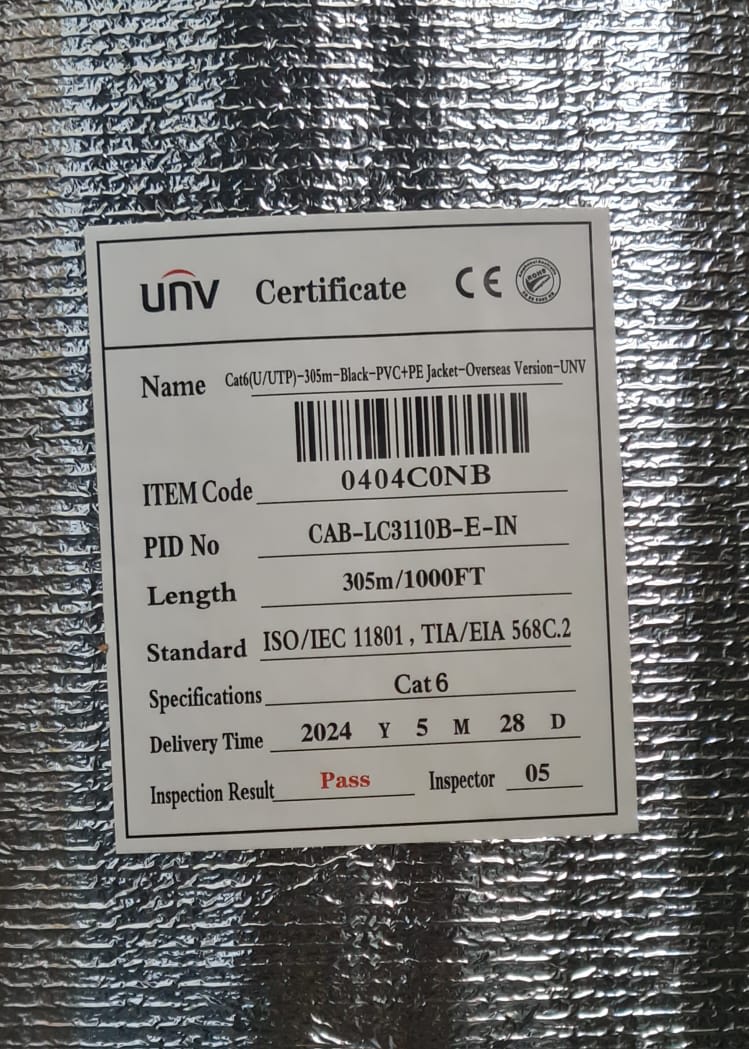 UNV Certificate CE
Name Cat6(U/UTP)-305m-Black-PVC+PE Jacket-Overseas Version-UNV
ITEM Code 0404C0NB
PID No CAB-LC3110B-E-IN
Length 305m/1000FT
Standard ISO/IEC 11801 , TIA/EIA 568C.2
Specifications Cat6
Delivery Time 2024 Y 5 M 28 D
Inspection Result Pass Inspector 05